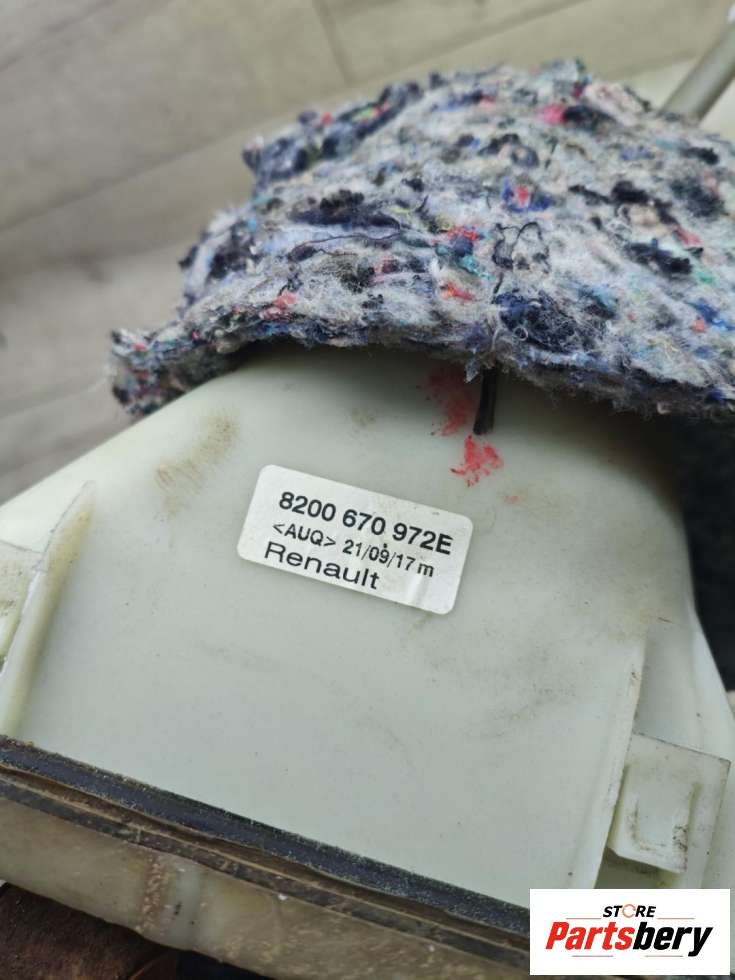 8200 670 972E
<AUQ> 21/09/17 m
Renault
STORE
Partsbery